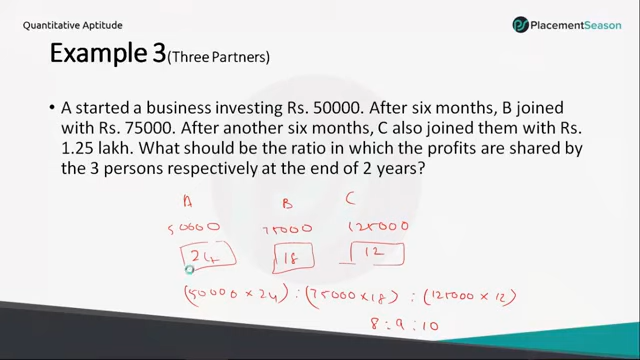 Quantitative Aptitude
PlacementSeason
Example 3 (Three Partners)
• A started a business investing Rs. 50000. After six months, B joined
with Rs. 75000. After another six months, C also joined them with Rs.
1.25 lakh. What should be the ratio in which the profits are shared by
the 3 persons respectively at the end of 2 years?
A B C
50000 75000 125000
24 18 12
(50000 × 24) : (75000 × 18) : (125000 × 12)
8 : 9 : 10